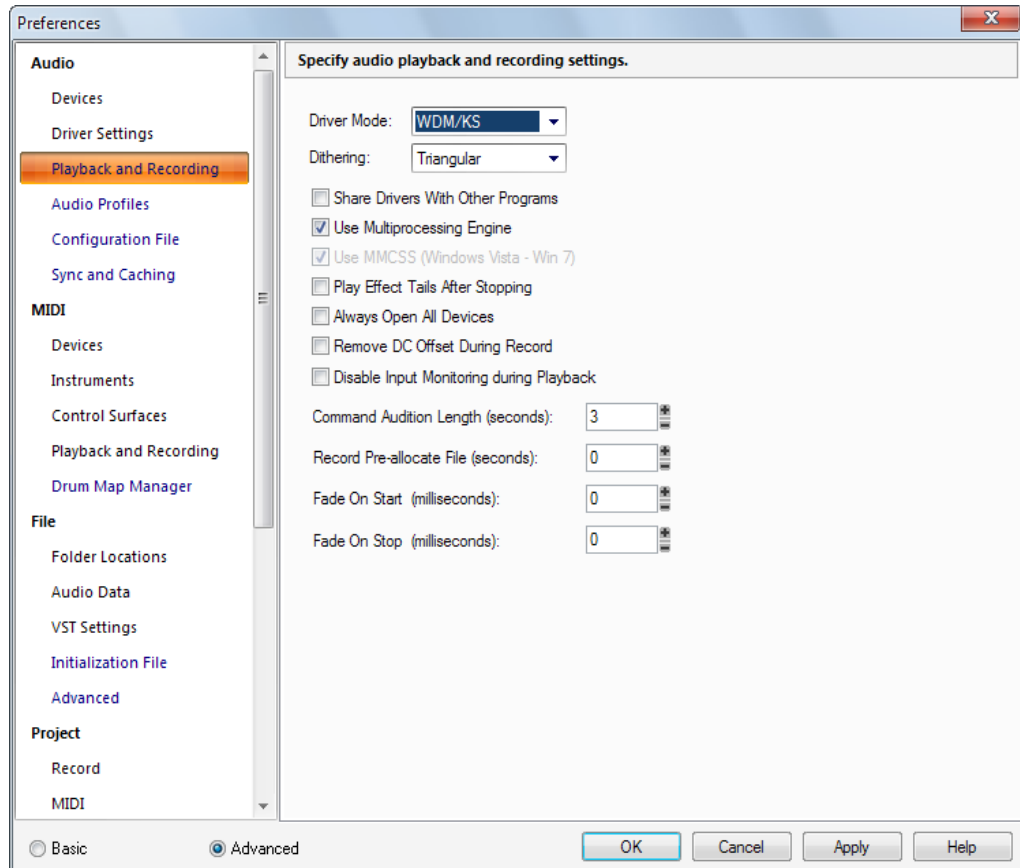 Preferences
Audio
Devices
Driver Settings
Playback and Recording
Audio Profiles
Configuration File
Sync and Caching
MIDI
Devices
Instruments
Control Surfaces
Playback and Recording
Drum Map Manager
File
Folder Locations
Audio Data
VST Settings
Initialization File
Advanced
Project
Record
MIDI
Specify audio playback and recording settings.
Driver Mode: WDM/KS
Dithering: Triangular
Share Drivers With Other Programs
Use Multiprocessing Engine
Use MMCSS (Windows Vista - Win 7)
Play Effect Tails After Stopping
Always Open All Devices
Remove DC Offset During Record
Disable Input Monitoring during Playback
Command Audition Length (seconds): 3
Record Pre-allocate File (seconds): 0
Fade On Start (milliseconds): 0
Fade On Stop (milliseconds): 0
Basic Advanced OK Cancel Apply Help